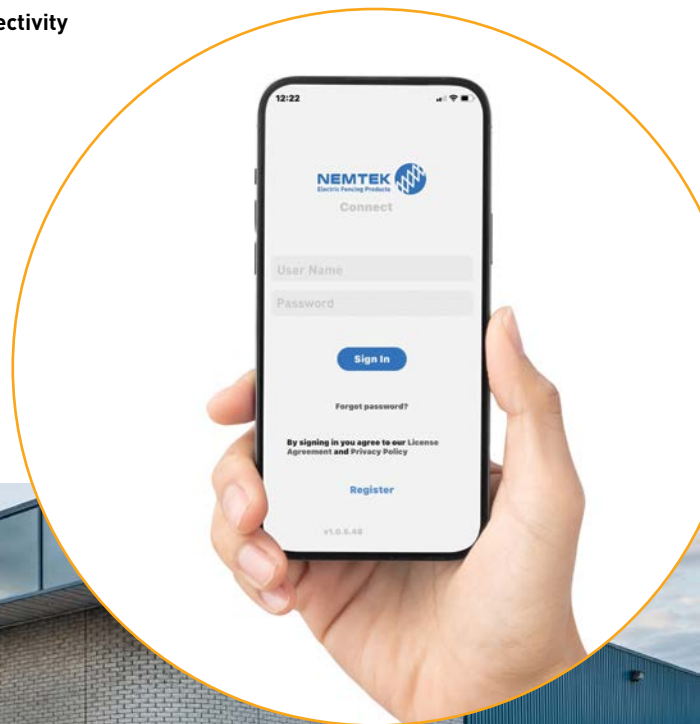 ectivity
12:22
NEMTEK
Electric Fencing Products
Connect
User Name
Password
Sign In
Forgot password?
By signing in you agree to our License
Agreement and Privacy Policy
Register
v1.0.5.48